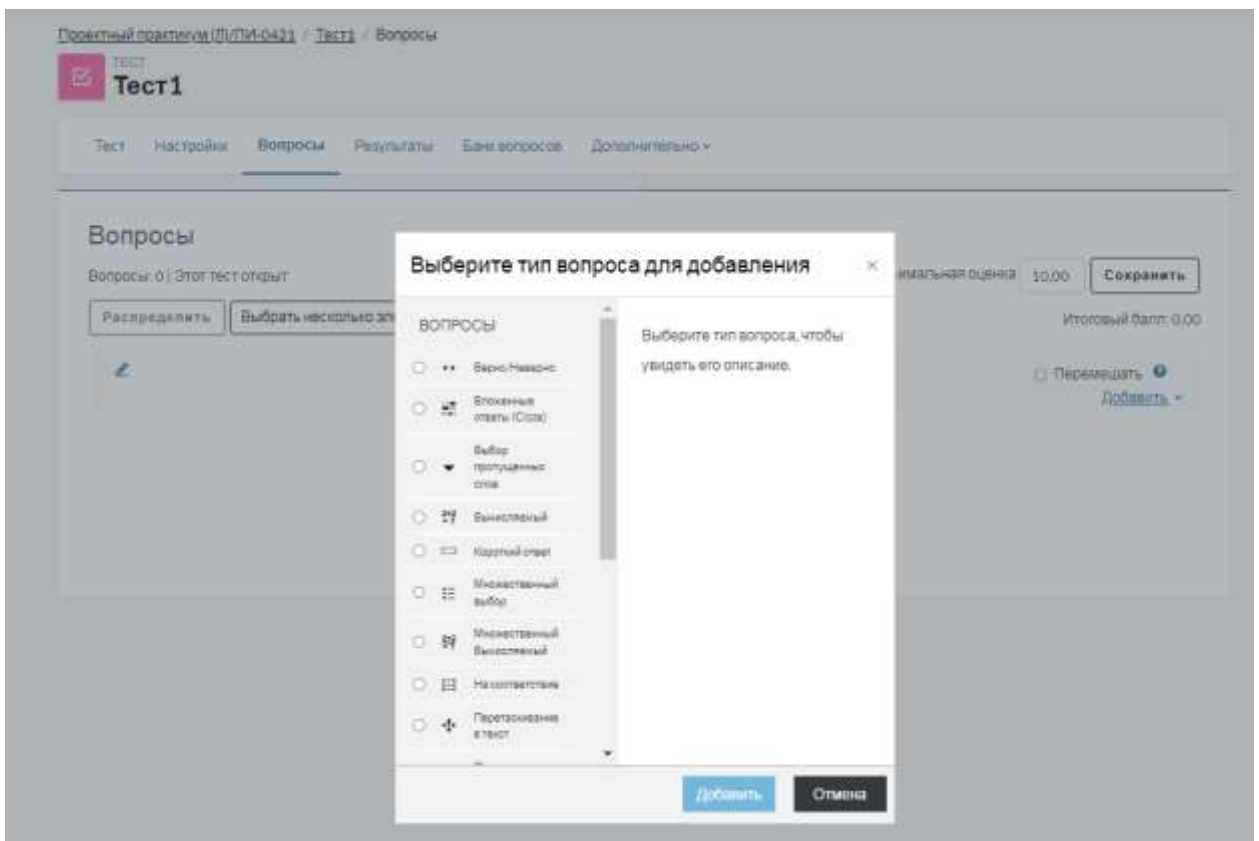 Проектный практикум (Л)/ПИ-0421 / Тест1 / Вопросы
ТЕСТ
Тест1
Тест Настройки Вопросы Результаты Банк вопросов Дополнительно
Вопросы
Вопросы: 0 | Этот тест открыт
имальная оценка 10,00 Сохранить
Распределить Выбрать несколько эле
Итоговый балл: 0,00
Перемешать
Добавить
Выберите тип вопроса для добавления ×
ВОПРОСЫ
Верно/Неверно
Вложенные
ответы (Cloze)
Выбор
пропущенных
слов
Вычисляемый
Короткий ответ
Множественный
выбор
Множественный
Вычисляемый
На соответствие
Перетаскивание
в текст
Выберите тип вопроса, чтобы
увидеть его описание.
Добавить Отмена